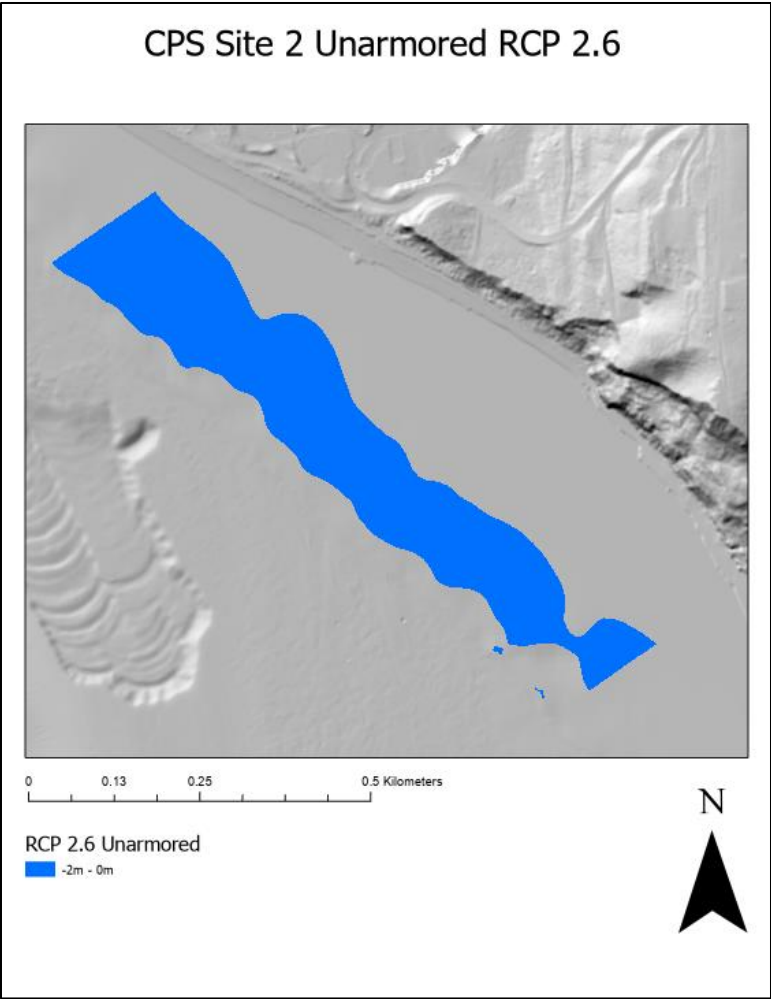 CPS Site 2 Unarmored RCP 2.6
0 0.13 0.25 0.5 Kilometers
N
RCP 2.6 Unarmored
-2m - 0m